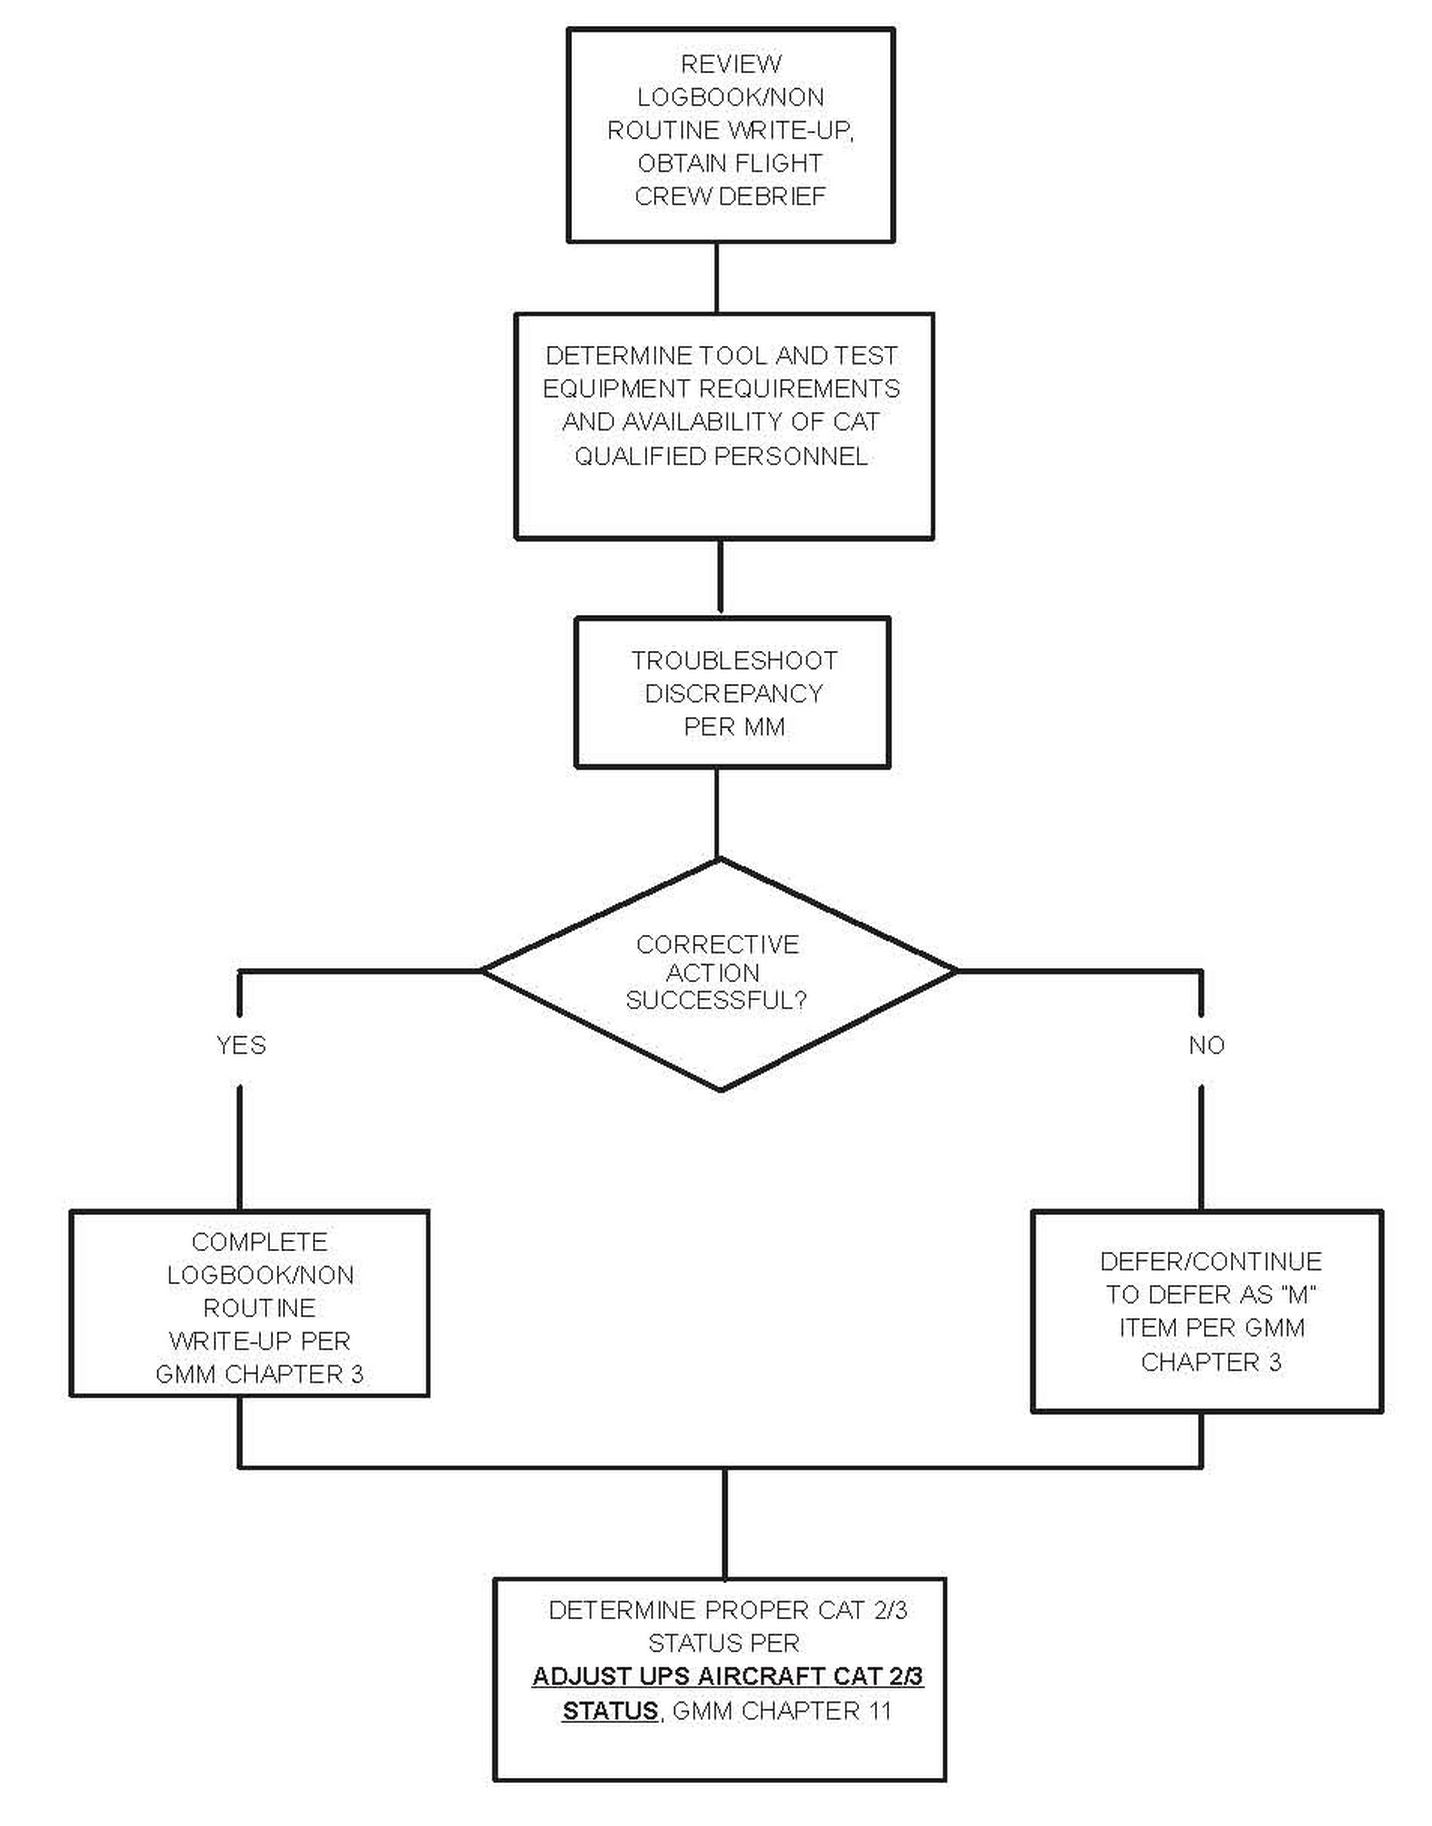 REVIEW
LOGBOOK/NON
ROUTINE WRITE-UP,
OBTAIN FLIGHT
CREW DEBRIEF
DETERMINE TOOL AND TEST
EQUIPMENT REQUIREMENTS
AND AVAILABILITY OF CAT
QUALIFIED PERSONNEL
TROUBLESHOOT
DISCREPANCY
PER MM
CORRECTIVE
ACTION
SUCCESSFUL?
YES
NO
COMPLETE
LOGBOOK/NON
ROUTINE
WRITE-UP PER
GMM CHAPTER 3
DEFER/CONTINUE
TO DEFER AS "M"
ITEM PER GMM
CHAPTER 3
DETERMINE PROPER CAT 2/3
STATUS PER
ADJUST UPS AIRCRAFT CAT 2/3
STATUS, GMM CHAPTER 11